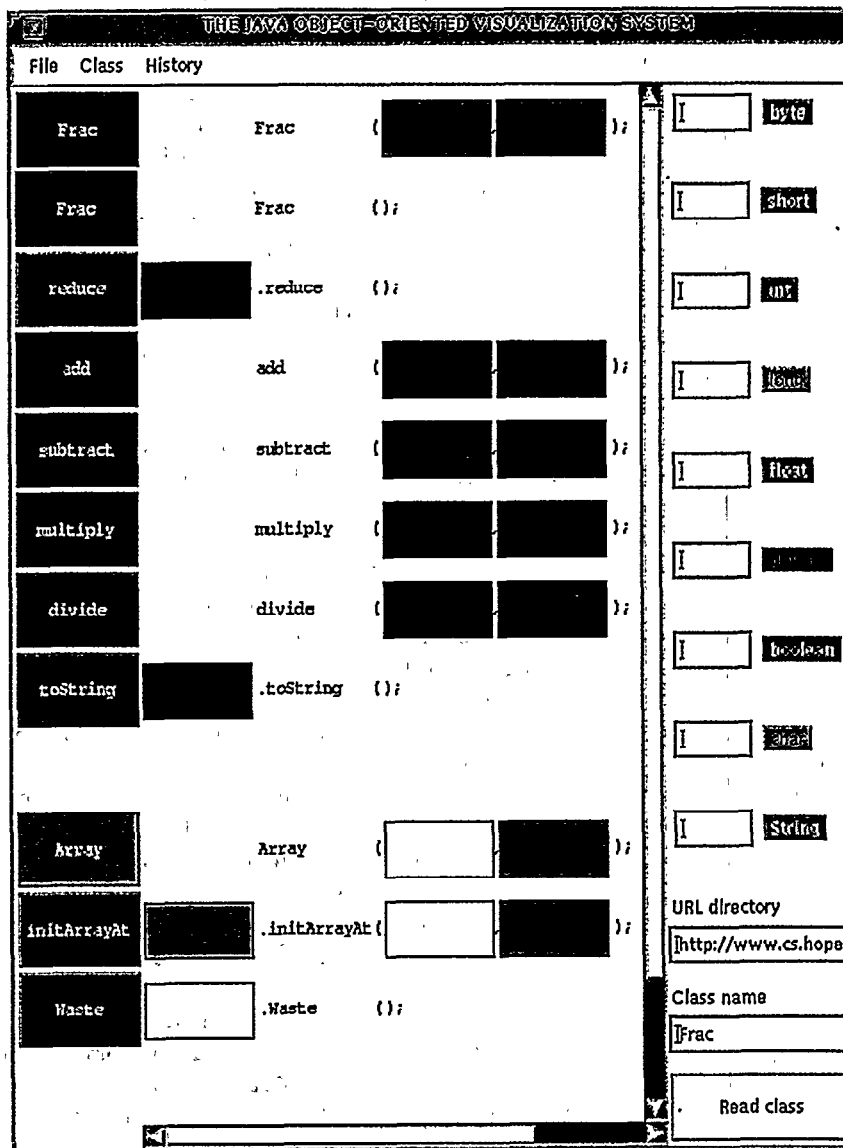 THE JAVA OBJECT-ORIENTED VISUALIZATION SYSTEM
File Class History
Frac Frac ( , );
Frac Frac ();
reduce .reduce ();
add add ( , );
subtract subtract ( , );
multiply multiply ( , );
divide divide ( , );
toString .toString ();
Array Array ( , );
initArrayAt .initArrayAt( , );
Waste .Waste ();
byte
short
int
long
float
boolean
char
String
URL directory
http://www.cs.hope
Class name
Frac
Read class